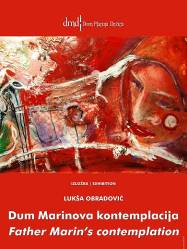 dmd Dom Marina Držića
IZLOŽBA | EXHIBITION
LUKŠA OBRADOVIĆ
Dum Marinova kontemplacija
Father Marin's contemplation